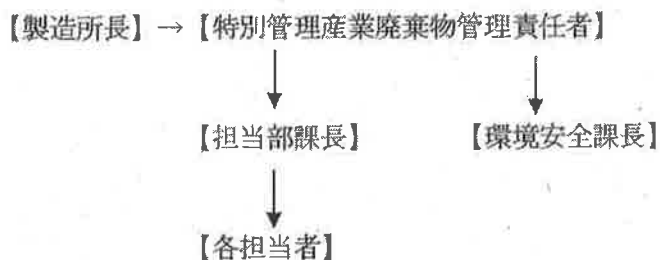 【製造所長】→【特別管理産業廃棄物管理責任者】
【担当部課長】 【環境安全課長】
【各担当者】